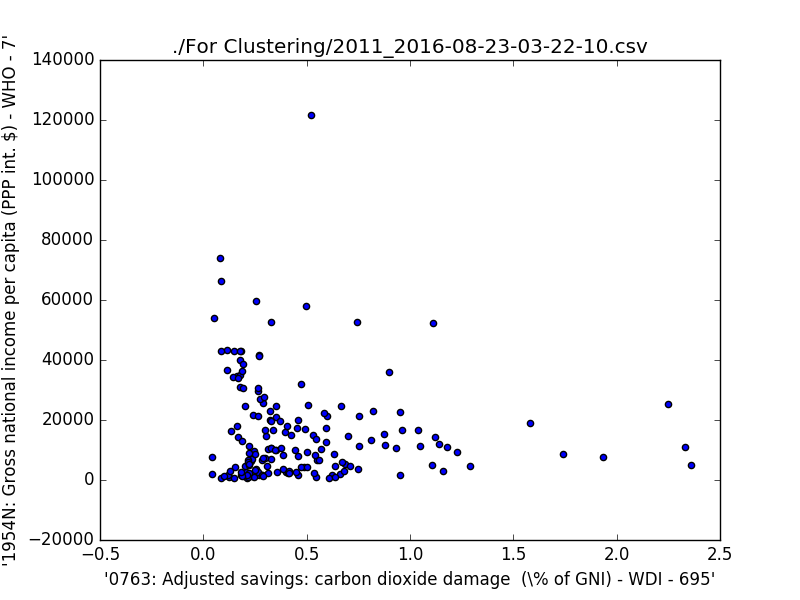 ./For Clustering/2011_2016-08-23-03-22-10.csv
'1954N: Gross national income per capita (PPP int. $) - WHO - 7'
140000
120000
100000
80000
60000
40000
20000
0
−20000
−0.5 0.0 0.5 1.0 1.5 2.0 2.5
'0763: Adjusted savings: carbon dioxide damage (\% of GNI) - WDI - 695'